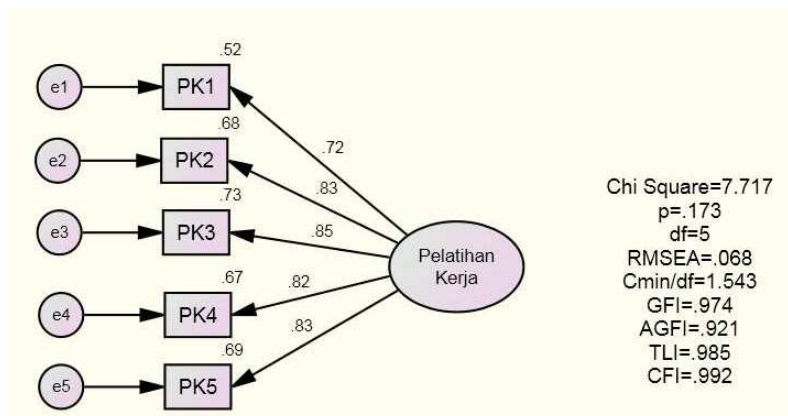 .52
e1
PK1
.72
.68
e2
PK2
.83
.73
e3
PK3
.85
Pelatihan
Kerja
.67
e4
PK4
.82
.69
e5
PK5
.83
Chi Square=7.717
p=.173
df=5
RMSEA=.068
Cmin/df=1.543
GFI=.974
AGFI=.921
TLI=.985
CFI=.992